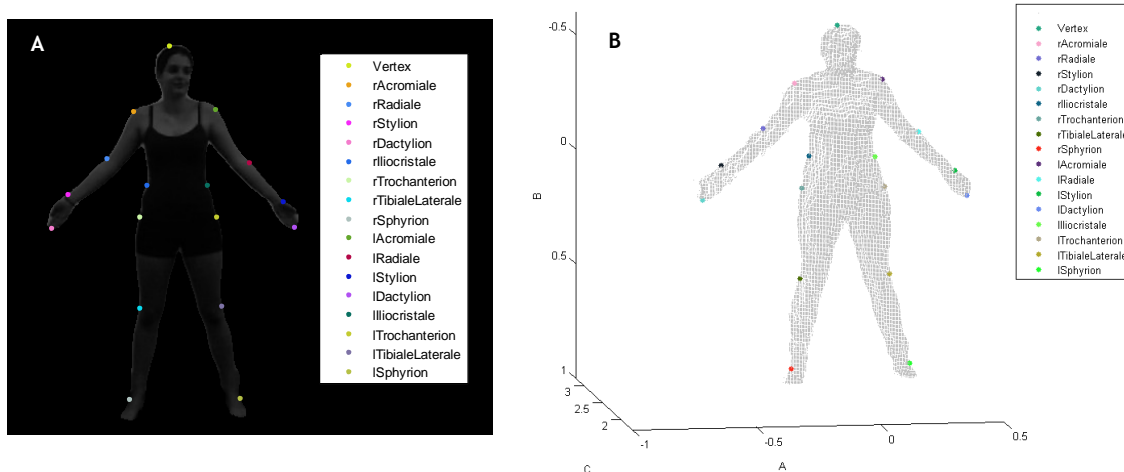 A
Vertex
rAcromiale
rRadiale
rStylion
rDactylion
rIliocristale
rTrochanterion
rTibialeLaterale
rSphyrion
lAcromiale
lRadiale
lStylion
lDactylion
lIliocristale
lTrochanterion
lTibialeLaterale
lSphyrion
B
-0.5
0
0.5
1
B
3
2.5
2
C
-1
-0.5
0
0.5
A
Vertex
rAcromiale
rRadiale
rStylion
rDactylion
rIliocristale
rTrochanterion
rTibialeLaterale
rSphyrion
lAcromiale
lRadiale
lStylion
lDactylion
lIliocristale
lTrochanterion
lTibialeLaterale
lSphyrion